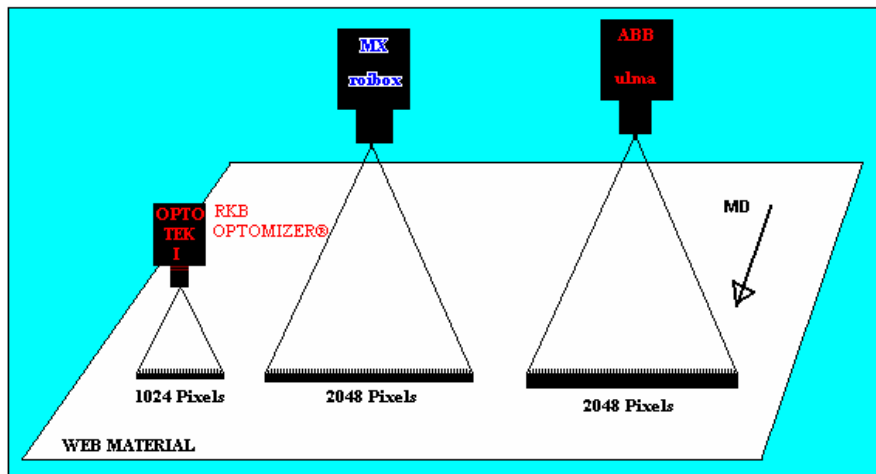 MX
roibox
ABB
ulma
OPTO
TEK
I
RKB
OPTOMIZER®
MD
1024 Pixels
2048 Pixels
2048 Pixels
WEB MATERIAL